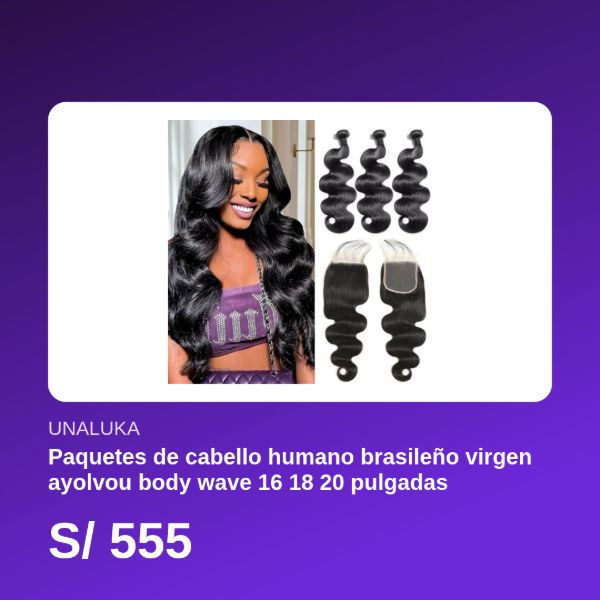 UNALUKA
Paquetes de cabello humano brasileño virgen
ayolvou body wave 16 18 20 pulgadas
S/ 555